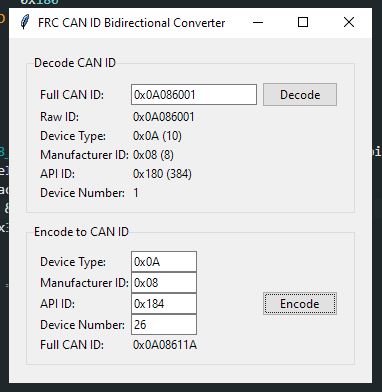 0x180
FRC CAN ID Bidirectional Converter
Decode CAN ID
Full CAN ID: 0x0A086001 Decode
Raw ID: 0x0A086001
Device Type: 0x0A (10)
Manufacturer ID: 0x08 (8)
API ID: 0x180 (384)
Device Number: 1
Encode to CAN ID
Device Type: 0x0A
Manufacturer ID: 0x08
API ID: 0x184 Encode
Device Number: 26
Full CAN ID: 0x0A08611A